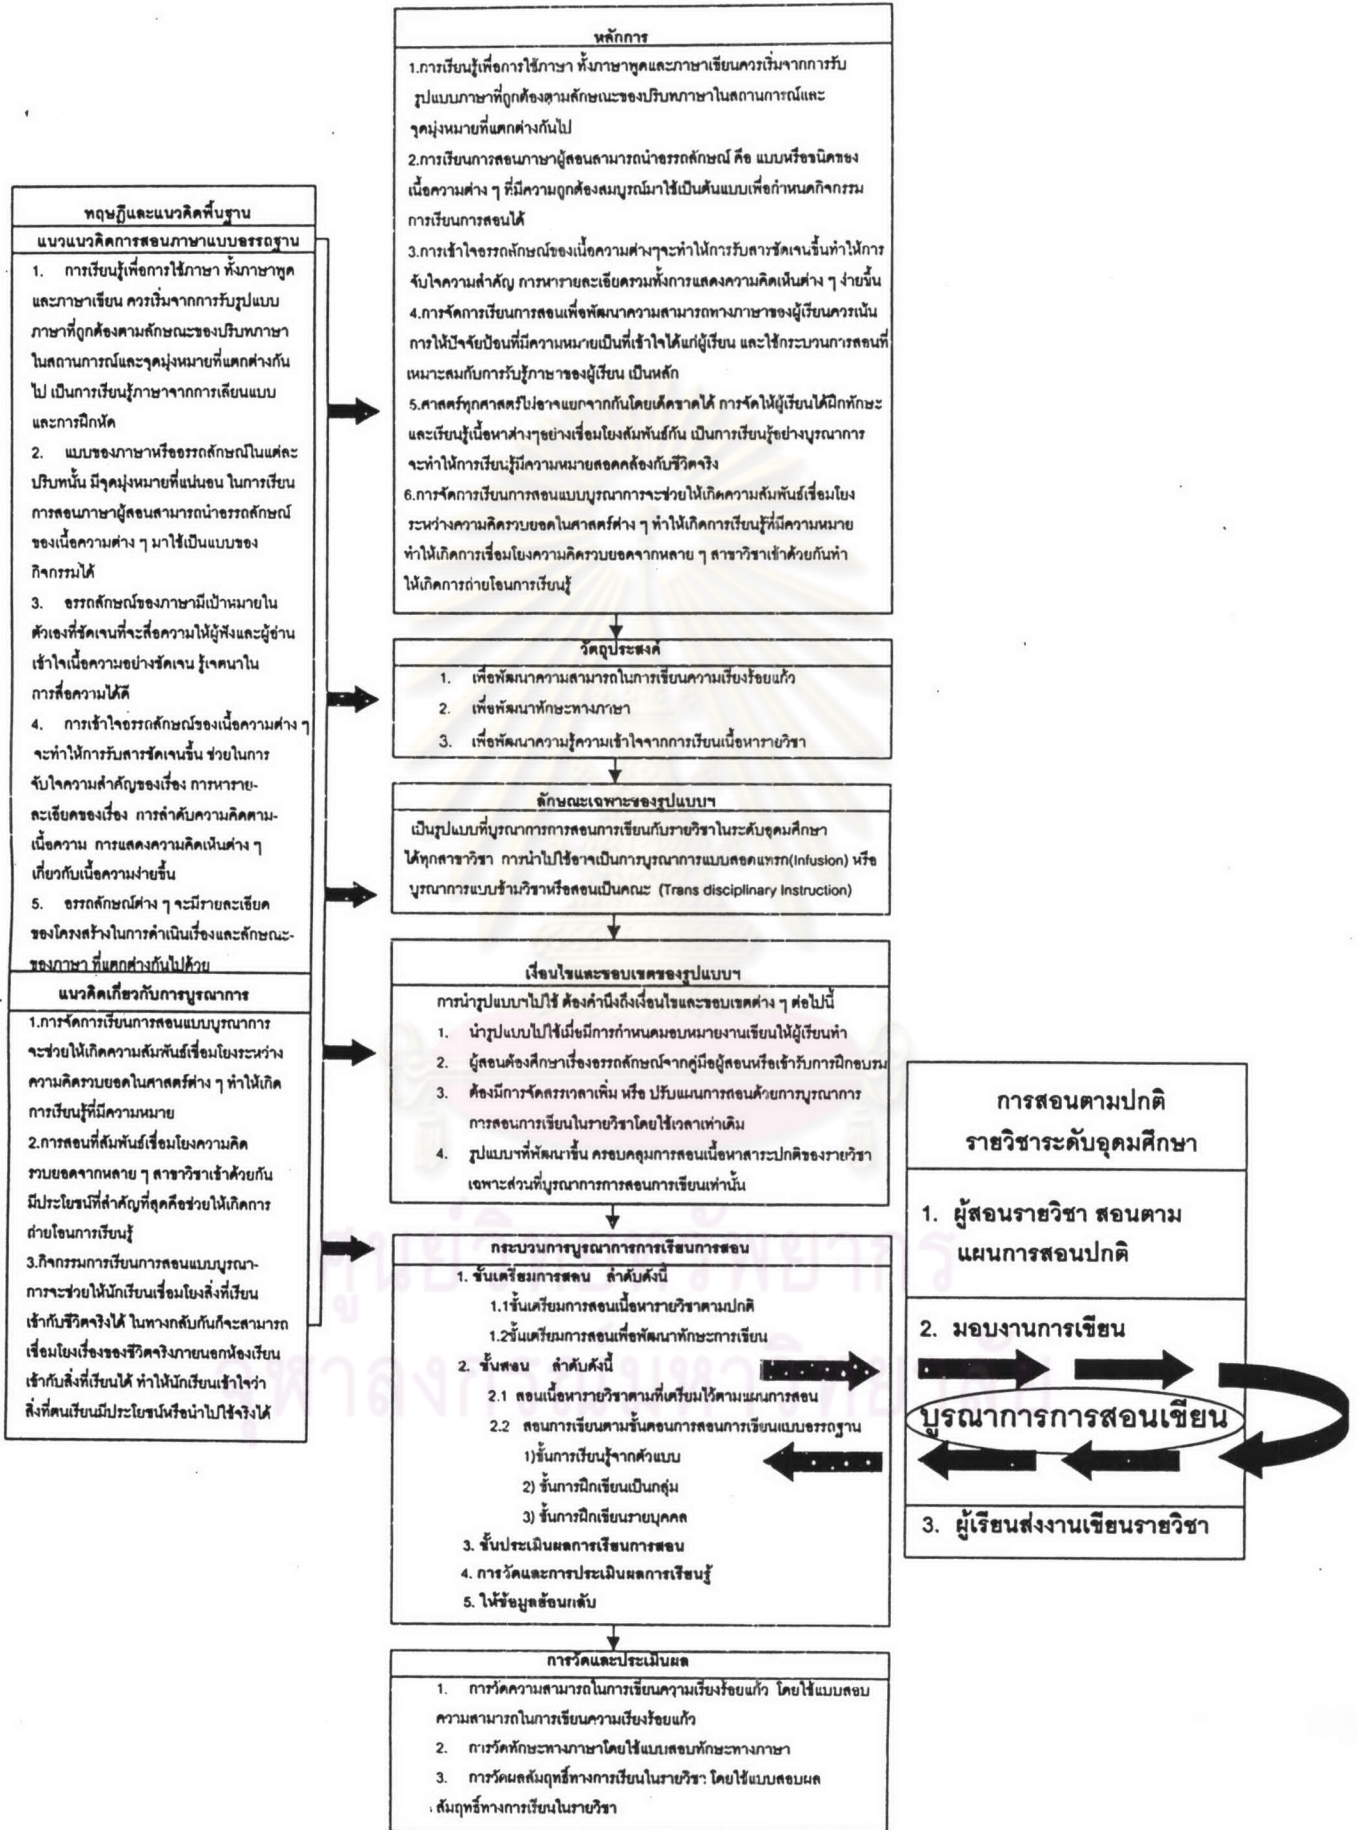 ทฤษฎีและแนวคิดพื้นฐาน
แนวแนวคิดการสอนภาษาแบบอรรถฐาน
1. การเรียนรู้เพื่อการใช้ภาษา ทั้งภาษาพูด
และภาษาเขียน ควรเริ่มจากการรับรูปแบบ
ภาษาที่ถูกต้องตามลักษณะของปริบทภาษา
ในสถานการณ์และจุดมุ่งหมายที่แตกต่างกัน
ไป เป็นการเรียนรู้ภาษาจากการเลียนแบบ
และการฝึกหัด
2. แบบของภาษาหรืออรรถลักษณ์ในแต่ละ
ปริบทนั้น มีจุดมุ่งหมายที่แน่นอน ในการเรียน
การสอนภาษาผู้สอนสามารถนำอรรถลักษณ์
ของเนื้อความต่าง ๆ มาใช้เป็นแบบของ
กิจกรรมได้
3. อรรถลักษณ์ของภาษามีเป้าหมายใน
ตัวเองที่ชัดเจนที่จะสื่อความให้ผู้ฟังและผู้อ่าน
เข้าใจเนื้อความอย่างชัดเจน รู้เจตนาใน
การสื่อความได้ดี
4. การเข้าใจอรรถลักษณ์ของเนื้อความต่าง ๆ
จะทำให้การรับสารชัดเจนขึ้น ช่วยในการ
จับใจความสำคัญของเรื่อง การหาราย-
ละเอียดของเรื่อง การลำดับความคิดตาม-
เนื้อความ การแสดงความคิดเห็นต่าง ๆ
เกี่ยวกับเนื้อความง่ายขึ้น
5. อรรถลักษณ์ต่าง ๆ จะมีรายละเอียด
ของโครงสร้างในการดำเนินเรื่องและลักษณะ-
ของภาษา ที่แตกต่างกันไปด้วย
แนวคิดเกี่ยวกับการบูรณาการ
1.การจัดการเรียนการสอนแบบบูรณาการ
จะช่วยให้เกิดความสัมพันธ์เชื่อมโยงระหว่าง
ความคิดรวบยอดในศาสตร์ต่าง ๆ ทำให้เกิด
การเรียนรู้ที่มีความหมาย
2.การสอนที่สัมพันธ์เชื่อมโยงความคิด
รวบยอดจากหลาย ๆ สาขาวิชาเข้าด้วยกัน
มีประโยชน์ที่สำคัญที่สุดคือช่วยให้เกิดการ
ถ่ายโอนการเรียนรู้
3.กิจกรรมการเรียนการสอนแบบบูรณา-
การจะช่วยให้นักเรียนเชื่อมโยงสิ่งที่เรียน
เข้ากับชีวิตจริงได้ ในทางกลับกันก็จะสามารถ
เชื่อมโยงเรื่องของชีวิตจริงภายนอกห้องเรียน
เข้ากับสิ่งที่เรียนได้ ทำให้นักเรียนเข้าใจว่า
สิ่งที่ตนเรียนมีประโยชน์หรือนำไปใช้จริงได้
หลักการ
1.การเรียนรู้เพื่อการใช้ภาษา ทั้งภาษาพูดและภาษาเขียนควรเริ่มจากการรับ
รูปแบบภาษาที่ถูกต้องตามลักษณะของปริบทภาษาในสถานการณ์และ
จุดมุ่งหมายที่แตกต่างกันไป
2.การเรียนการสอนภาษาผู้สอนสามารถนำอรรถลักษณ์ คือ แบบหรือชนิดของ
เนื้อความต่าง ๆ ที่มีความถูกต้องสมบูรณ์มาใช้เป็นต้นแบบเพื่อกำหนดกิจกรรม
การเรียนการสอนได้
3.การเข้าใจอรรถลักษณ์ของเนื้อความต่างๆจะทำให้การรับสารชัดเจนขึ้นทำให้การ
จับใจความสำคัญ การหารายละเอียดรวมทั้งการแสดงความคิดเห็นต่าง ๆ ง่ายขึ้น
4.การจัดการเรียนการสอนเพื่อพัฒนาความสามารถทางภาษาของผู้เรียนควรเน้น
การให้ปัจจัยป้อนที่มีความหมายเป็นที่เข้าใจได้แก่ผู้เรียน และใช้กระบวนการสอนที่
เหมาะสมกับการรับรู้ภาษาของผู้เรียน เป็นหลัก
5.ศาสตร์ทุกศาสตร์ไม่อาจแยกจากกันโดยเด็ดขาดได้ การจัดให้ผู้เรียนได้ฝึกทักษะ
และเรียนรู้เนื้อหาต่างๆอย่างเชื่อมโยงสัมพันธ์กัน เป็นการเรียนรู้อย่างบูรณาการ
จะทำให้การเรียนรู้มีความหมายสอดคล้องกับชีวิตจริง
6.การจัดการเรียนการสอนแบบบูรณาการจะช่วยให้เกิดความสัมพันธ์เชื่อมโยง
ระหว่างความคิดรวบยอดในศาสตร์ต่าง ๆ ทำให้เกิดการเรียนรู้ที่มีความหมาย
ทำให้เกิดการเชื่อมโยงความคิดรวบยอดจากหลาย ๆ สาขาวิชาเข้าด้วยกันทำ
ให้เกิดการถ่ายโอนการเรียนรู้
วัตถุประสงค์
1. เพื่อพัฒนาความสามารถในการเขียนความเรียงร้อยแก้ว
2. เพื่อพัฒนาทักษะทางภาษา
3. เพื่อพัฒนาความรู้ความเข้าใจจากการเรียนเนื้อหารายวิชา
ลักษณะเฉพาะของรูปแบบฯ
เป็นรูปแบบที่บูรณาการการสอนการเขียนกับรายวิชาในระดับอุดมศึกษา
ได้ทุกสาขาวิชา การนำไปใช้อาจเป็นการบูรณาการแบบสอดแทรก(Infusion) หรือ
บูรณาการแบบข้ามวิชาหรือสอนเป็นคณะ (Trans disciplinary Instruction)
เงื่อนไขและขอบเขตของรูปแบบฯ
การนำรูปแบบฯไปใช้ ต้องคำนึงถึงเงื่อนไขและขอบเขตต่าง ๆ ต่อไปนี้
1. นำรูปแบบไปใช้เมื่อมีการกำหนดมอบหมายงานเขียนให้ผู้เรียนทำ
2. ผู้สอนต้องศึกษาเรื่องอรรถลักษณ์จากคู่มือผู้สอนหรือเข้ารับการฝึกอบรม
3. ต้องมีการจัดสรรเวลาเพิ่ม หรือ ปรับแผนการสอนด้วยการบูรณาการ
การสอนการเขียนในรายวิชาโดยใช้เวลาเท่าเดิม
4. รูปแบบฯที่พัฒนาขึ้น ครอบคลุมการสอนเนื้อหาสาระปกติของรายวิชา
เฉพาะส่วนที่บูรณาการการสอนการเขียนเท่านั้น
กระบวนการบูรณาการการเรียนการสอน
1. ขั้นเตรียมการสอน ลำดับดังนี้
1.1ขั้นเตรียมการสอนเนื้อหารายวิชาตามปกติ
1.2ขั้นเตรียมการสอนเพื่อพัฒนาทักษะการเขียน
2. ขั้นสอน ลำดับดังนี้
2.1 สอนเนื้อหารายวิชาตามที่เตรียมไว้ตามแผนการสอน
2.2 สอนการเขียนตามขั้นตอนการสอนการเขียนแบบอรรถฐาน
1)ขั้นการเรียนรู้จากตัวแบบ
2) ขั้นการฝึกเขียนเป็นกลุ่ม
3) ขั้นการฝึกเขียนรายบุคคล
3. ขั้นประเมินผลการเรียนการสอน
4. การวัดและการประเมินผลการเรียนรู้
5. ให้ข้อมูลย้อนกลับ
การวัดและประเมินผล
1. การวัดความสามารถในการเขียนความเรียงร้อยแก้ว โดยใช้แบบสอบ
ความสามารถในการเขียนความเรียงร้อยแก้ว
2. การวัดทักษะทางภาษาโดยใช้แบบสอบทักษะทางภาษา
3. การวัดผลสัมฤทธิ์ทางการเรียนในรายวิชา โดยใช้แบบสอบผล
สัมฤทธิ์ทางการเรียนในรายวิชา
การสอนตามปกติ
รายวิชาระดับอุดมศึกษา
1. ผู้สอนรายวิชา สอนตาม
แผนการสอนปกติ
2. มอบงานการเขียน
บูรณาการการสอนเขียน
3. ผู้เรียนส่งงานเขียนรายวิชา
ศูนย์วิทยทรัพยากร
จุฬาลงกรณ์มหาวิทยาลัย